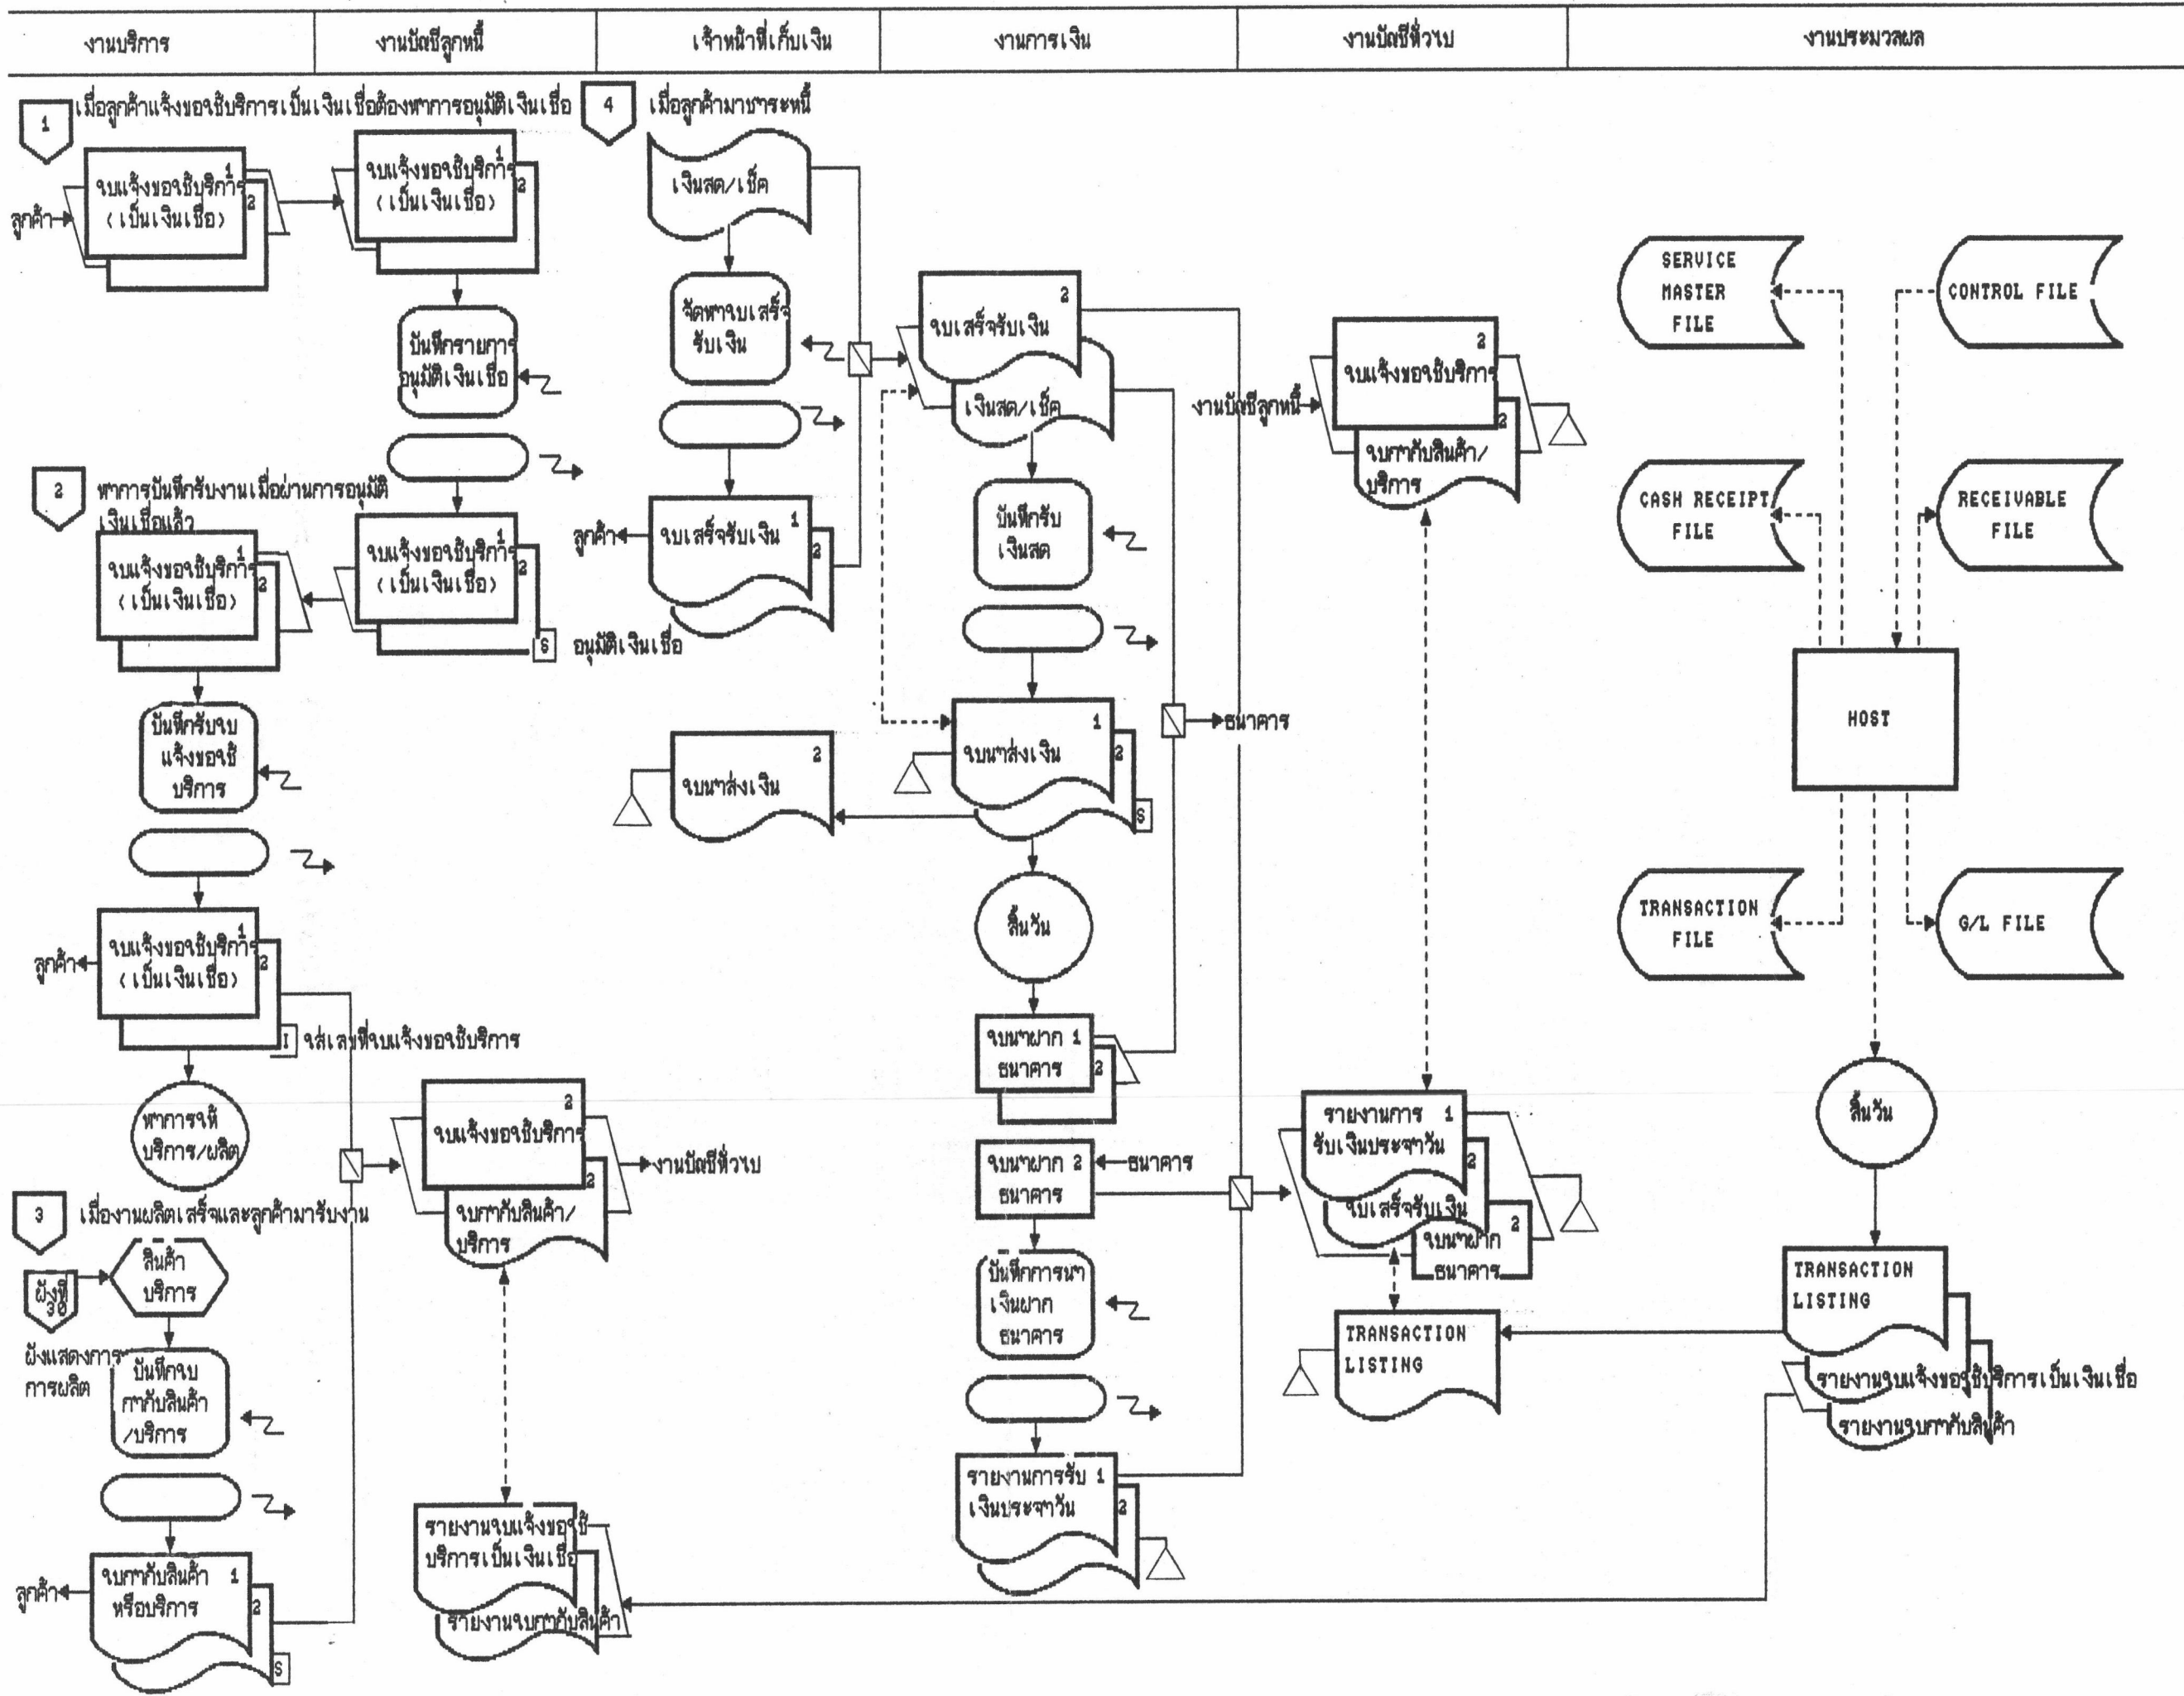 งานบริการ
งานบัญชีลูกหนี้
เจ้าหน้าที่เก็บเงิน
งานการเงิน
งานบัญชีทั่วไป
งานประมวลผล
1
เมื่อลูกค้าแจ้งขอใช้บริการเป็นเงินเชื่อต้องทำการอนุมัติเงินเชื่อ
ลูกค้า
ใบแจ้งขอใช้บริการ 1
(เป็นเงินเชื่อ)
2
ใบแจ้งขอใช้บริการ 1
(เป็นเงินเชื่อ)
2
บันทึกรายการ
อนุมัติเงินเชื่อ
2
ทำการบันทึกรับงานเมื่อผ่านการอนุมัติ
เงินเชื่อแล้ว
ใบแจ้งขอใช้บริการ 1
(เป็นเงินเชื่อ)
2
ใบแจ้งขอใช้บริการ 1
(เป็นเงินเชื่อ)
2
S
อนุมัติเงินเชื่อ
บันทึกรับใบ
แจ้งขอใช้
บริการ
ลูกค้า
ใบแจ้งขอใช้บริการ 1
(เป็นเงินเชื่อ)
2
I
ใส่เลขที่ใบแจ้งขอใช้บริการ
ทำการให้
บริการ/ผลิต
2
ใบแจ้งขอใช้บริการ
2
ใบกำกับสินค้า/
บริการ
งานบัญชีทั่วไป
3
เมื่องานผลิตเสร็จและลูกค้ามารับงาน
ผังที่
30
สินค้า
บริการ
ผังแสดงการ
การผลิต
บันทึกใบ
กำกับสินค้า
/บริการ
ลูกค้า
ใบกำกับสินค้า 1
หรือบริการ
2
S
รายงานใบแจ้งขอใช้
บริการเป็นเงินเชื่อ
รายงานใบกำกับสินค้า
4
เมื่อลูกค้ามาชำระหนี้
เงินสด/เช็ค
จัดทำใบเสร็จ
รับเงิน
ลูกค้า
ใบเสร็จรับเงิน 1
2
2
ใบนำส่งเงิน
2
ใบเสร็จรับเงิน
เงินสด/เช็ค
บันทึกรับ
เงินสด
1
ใบนำส่งเงิน
2
S
ธนาคาร
สิ้นวัน
ใบนำฝาก 1
ธนาคาร
2
ใบนำฝาก 2
ธนาคาร
ธนาคาร
บันทึกการนำ
เงินฝาก
ธนาคาร
รายงานการรับ 1
เงินประจำวัน
2
งานบัญชีลูกหนี้
2
ใบแจ้งขอใช้บริการ
2
ใบกำกับสินค้า/
บริการ
รายงานการ 1
รับเงินประจำวัน
2
ใบเสร็จรับเงิน
2
ใบนำฝาก
ธนาคาร
TRANSACTION
LISTING
SERVICE
MASTER
FILE
CONTROL FILE
CASH RECEIPT
FILE
RECEIVABLE
FILE
HOST
TRANSACTION
FILE
G/L FILE
สิ้นวัน
TRANSACTION
LISTING
รายงานใบแจ้งขอใช้บริการเป็นเงินเชื่อ
รายงานใบกำกับสินค้า